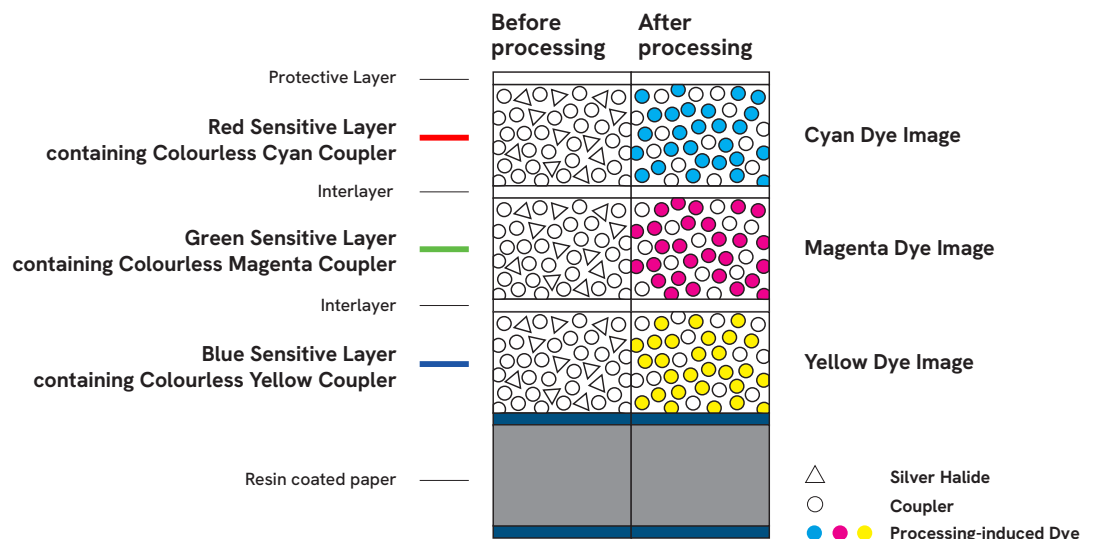 Before
processing
After
processing
Protective Layer
Red Sensitive Layer
containing Colourless Cyan Coupler
Cyan Dye Image
Interlayer
Green Sensitive Layer
containing Colourless Magenta Coupler
Magenta Dye Image
Interlayer
Blue Sensitive Layer
containing Colourless Yellow Coupler
Yellow Dye Image
Resin coated paper
Silver Halide
Coupler
Processing-induced Dye